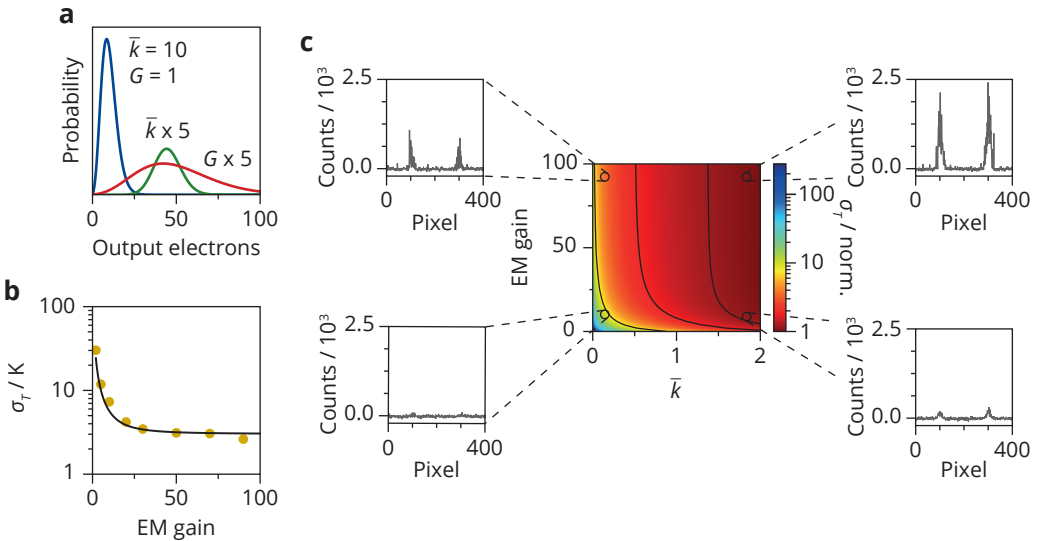 a
Probability
k̅ = 10
G = 1
k̅ x 5
G x 5
0 50 100
Output electrons
b
100
10
1
σT / K
0 50 100
EM gain
c
2.5
0.0
Counts / 10³
0 400
Pixel
2.5
0.0
Counts / 10³
0 400
Pixel
100
50
0
EM gain
0 1 2
k̅
100
10
1
σT / norm.
2.5
0.0
Counts / 10³
0 400
Pixel
2.5
0.0
Counts / 10³
0 400
Pixel